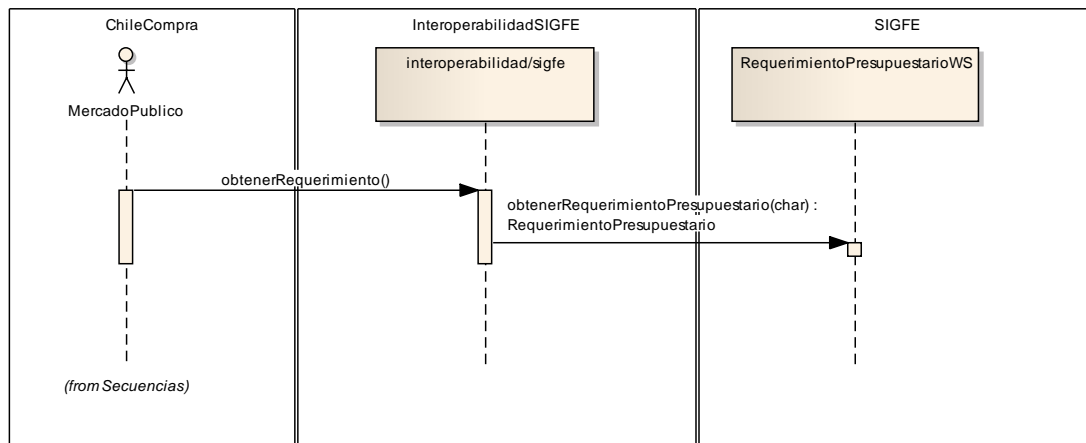 ChileCompra
InteroperabilidadSIGFE
SIGFE
interoperabilidad/sigfe
RequerimientoPresupuestarioWS
MercadoPublico
obtenerRequerimiento()
obtenerRequerimientoPresupuestario(char) :
RequerimientoPresupuestario
(from Secuencias)